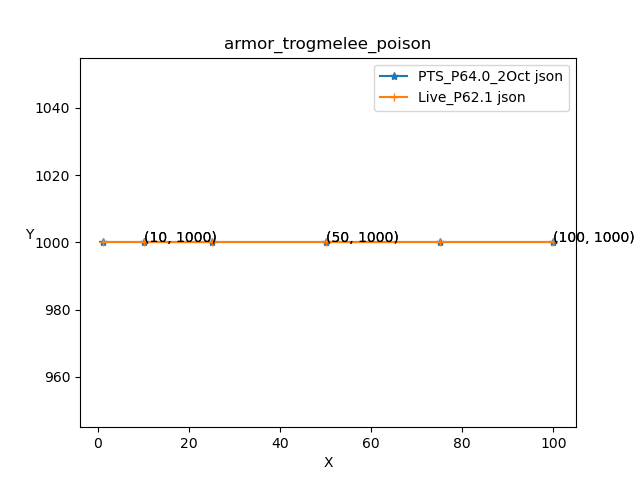 armor_trogmelee_poison
PTS_P64.0_2Oct json
Live_P62.1 json
1040
1020
Y
1000
(10, 1000)
(50, 1000)
(100, 1000)
980
960
0
20
40
60
80
100
X